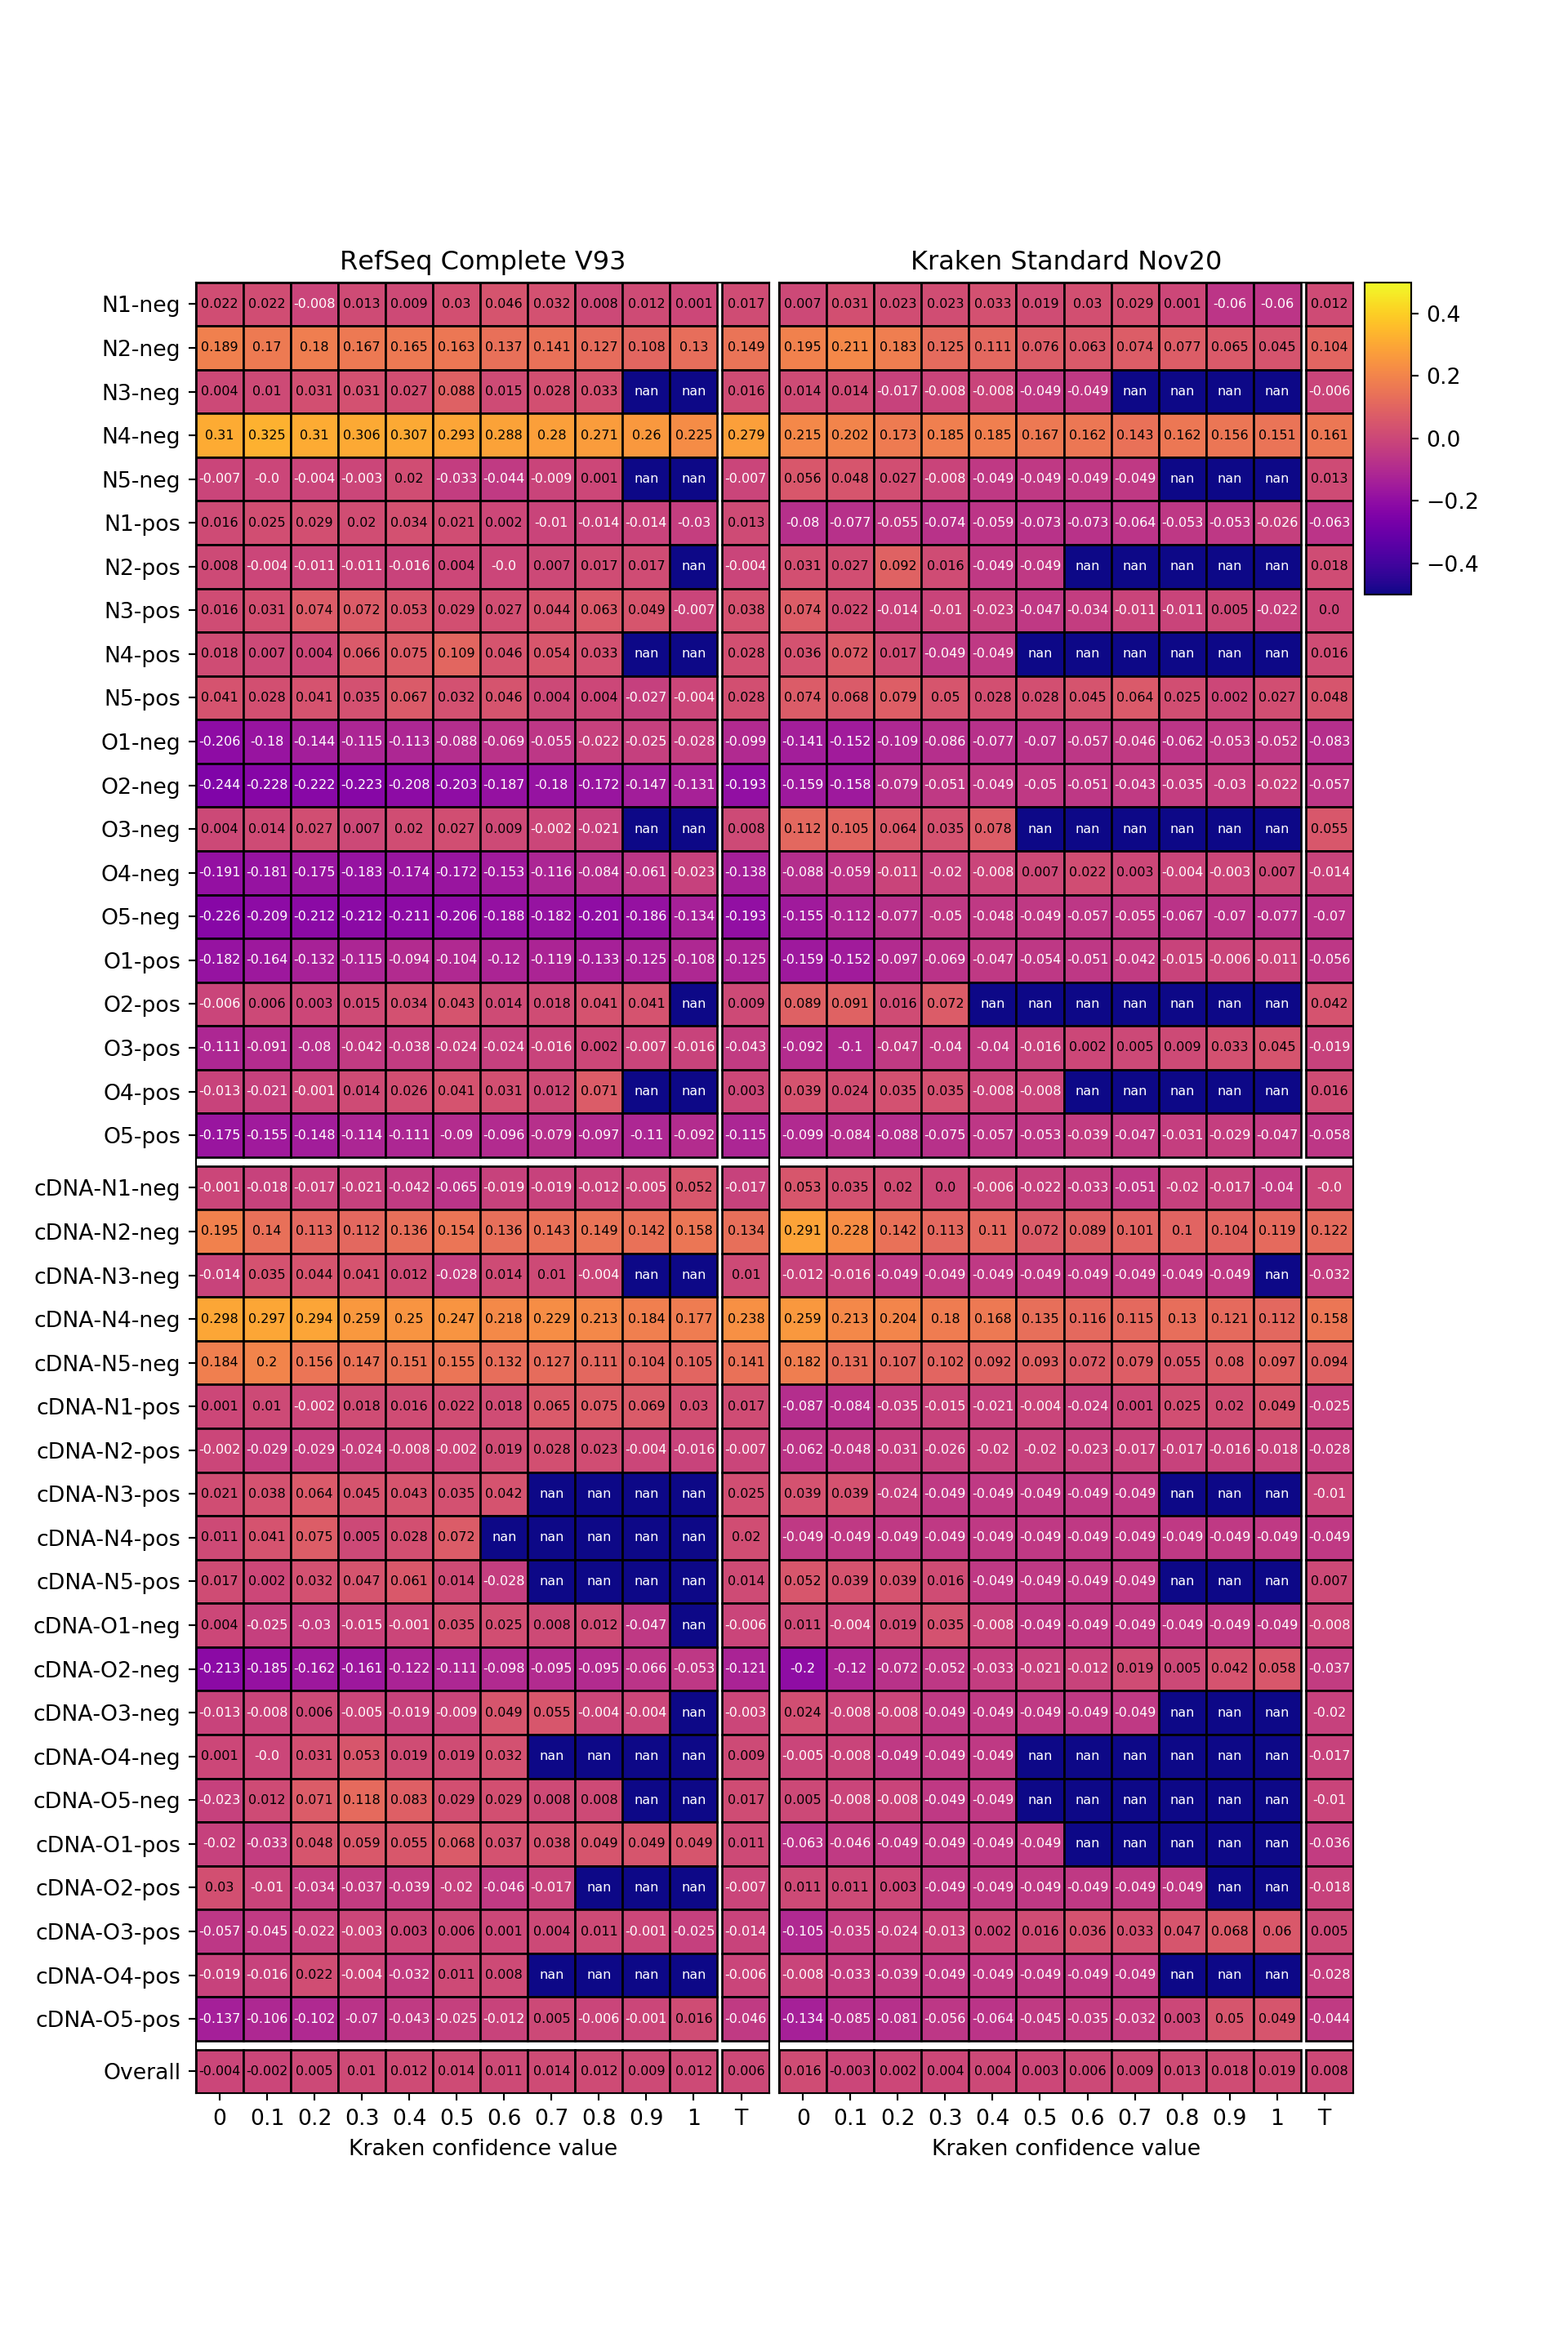 RefSeq Complete V93 Kraken Standard Nov20
N1-neg 0.022 0.022 -0.008 0.013 0.009 0.03 0.046 0.032 0.008 0.012 0.001 0.017 0.007 0.031 0.023 0.023 0.033 0.019 0.03 0.029 0.001 -0.06 -0.06 0.012
0.4
N2-neg 0.189 0.17 0.18 0.167 0.165 0.163 0.137 0.141 0.127 0.108 0.13 0.149 0.195 0.211 0.183 0.125 0.111 0.076 0.063 0.074 0.077 0.065 0.045 0.104
0.2
N3-neg 0.004 0.01 0.031 0.031 0.027 0.088 0.015 0.028 0.033 nan nan 0.016 0.014 0.014 -0.017 -0.008 -0.008 -0.049 -0.049 nan nan nan nan -0.006
N4-neg 0.31 0.325 0.31 0.306 0.307 0.293 0.288 0.28 0.271 0.26 0.225 0.279 0.215 0.202 0.173 0.185 0.185 0.167 0.162 0.143 0.162 0.156 0.151 0.161
0.0
N5-neg -0.007 -0.0 -0.004 -0.003 0.02 -0.033 -0.044 -0.009 0.001 nan nan -0.007 0.056 0.048 0.027 -0.008 -0.049 -0.049 -0.049 -0.049 nan nan nan 0.013
−0.2
N1-pos 0.016 0.025 0.029 0.02 0.034 0.021 0.002 -0.01 -0.014 -0.014 -0.03 0.013 -0.08 -0.077 -0.055 -0.074 -0.059 -0.073 -0.073 -0.064 -0.053 -0.053 -0.026 -0.063
N2-pos 0.008 -0.004 -0.011 -0.011 -0.016 0.004 -0.0 0.007 0.017 0.017 nan -0.004 0.031 0.027 0.092 0.016 -0.049 -0.049 nan nan nan nan nan 0.018
−0.4
N3-pos 0.016 0.031 0.074 0.072 0.053 0.029 0.027 0.044 0.063 0.049 -0.007 0.038 0.074 0.022 -0.014 -0.01 -0.023 -0.047 -0.034 -0.011 -0.011 0.005 -0.022 0.0
N4-pos 0.018 0.007 0.004 0.066 0.075 0.109 0.046 0.054 0.033 nan nan 0.028 0.036 0.072 0.017 -0.049 -0.049 nan nan nan nan nan nan 0.016
N5-pos 0.041 0.028 0.041 0.035 0.067 0.032 0.046 0.004 0.004 -0.027 -0.004 0.028 0.074 0.068 0.079 0.05 0.028 0.028 0.045 0.064 0.025 0.002 0.027 0.048
O1-neg -0.206 -0.18 -0.144 -0.115 -0.113 -0.088 -0.069 -0.055 -0.022 -0.025 -0.028 -0.099 -0.141 -0.152 -0.109 -0.086 -0.077 -0.07 -0.057 -0.046 -0.062 -0.053 -0.052 -0.083
O2-neg -0.244 -0.228 -0.222 -0.223 -0.208 -0.203 -0.187 -0.18 -0.172 -0.147 -0.131 -0.193 -0.159 -0.158 -0.079 -0.051 -0.049 -0.05 -0.051 -0.043 -0.035 -0.03 -0.022 -0.057
O3-neg 0.004 0.014 0.027 0.007 0.02 0.027 0.009 -0.002 -0.021 nan nan 0.008 0.112 0.105 0.064 0.035 0.078 nan nan nan nan nan nan 0.055
O4-neg -0.191 -0.181 -0.175 -0.183 -0.174 -0.172 -0.153 -0.116 -0.084 -0.061 -0.023 -0.138 -0.088 -0.059 -0.011 -0.02 -0.008 0.007 0.022 0.003 -0.004 -0.003 0.007 -0.014
O5-neg -0.226 -0.209 -0.212 -0.212 -0.211 -0.206 -0.188 -0.182 -0.201 -0.186 -0.134 -0.193 -0.155 -0.112 -0.077 -0.05 -0.048 -0.049 -0.057 -0.055 -0.067 -0.07 -0.077 -0.07
O1-pos -0.182 -0.164 -0.132 -0.115 -0.094 -0.104 -0.12 -0.119 -0.133 -0.125 -0.108 -0.125 -0.159 -0.152 -0.097 -0.069 -0.047 -0.054 -0.051 -0.042 -0.015 -0.006 -0.011 -0.056
O2-pos -0.006 0.006 0.003 0.015 0.034 0.043 0.014 0.018 0.041 0.041 nan 0.009 0.089 0.091 0.016 0.072 nan nan nan nan nan nan nan 0.042
O3-pos -0.111 -0.091 -0.08 -0.042 -0.038 -0.024 -0.024 -0.016 0.002 -0.007 -0.016 -0.043 -0.092 -0.1 -0.047 -0.04 -0.04 -0.016 0.002 0.005 0.009 0.033 0.045 -0.019
O4-pos -0.013 -0.021 -0.001 0.014 0.026 0.041 0.031 0.012 0.071 nan nan 0.003 0.039 0.024 0.035 0.035 -0.008 -0.008 nan nan nan nan nan 0.016
O5-pos -0.175 -0.155 -0.148 -0.114 -0.111 -0.09 -0.096 -0.079 -0.097 -0.11 -0.092 -0.115 -0.099 -0.084 -0.088 -0.075 -0.057 -0.053 -0.039 -0.047 -0.031 -0.029 -0.047 -0.058
cDNA-N1-neg -0.001 -0.018 -0.017 -0.021 -0.042 -0.065 -0.019 -0.019 -0.012 -0.005 0.052 -0.017 0.053 0.035 0.02 0.0 -0.006 -0.022 -0.033 -0.051 -0.02 -0.017 -0.04 -0.0
cDNA-N2-neg 0.195 0.14 0.113 0.112 0.136 0.154 0.136 0.143 0.149 0.142 0.158 0.134 0.291 0.228 0.142 0.113 0.11 0.072 0.089 0.101 0.1 0.104 0.119 0.122
cDNA-N3-neg -0.014 0.035 0.044 0.041 0.012 -0.028 0.014 0.01 -0.004 nan nan 0.01 -0.012 -0.016 -0.049 -0.049 -0.049 -0.049 -0.049 -0.049 -0.049 -0.049 nan -0.032
cDNA-N4-neg 0.298 0.297 0.294 0.259 0.25 0.247 0.218 0.229 0.213 0.184 0.177 0.238 0.259 0.213 0.204 0.18 0.168 0.135 0.116 0.115 0.13 0.121 0.112 0.158
cDNA-N5-neg 0.184 0.2 0.156 0.147 0.151 0.155 0.132 0.127 0.111 0.104 0.105 0.141 0.182 0.131 0.107 0.102 0.092 0.093 0.072 0.079 0.055 0.08 0.097 0.094
cDNA-N1-pos 0.001 0.01 -0.002 0.018 0.016 0.022 0.018 0.065 0.075 0.069 0.03 0.017 -0.087 -0.084 -0.035 -0.015 -0.021 -0.004 -0.024 0.001 0.025 0.02 0.049 -0.025
cDNA-N2-pos -0.002 -0.029 -0.029 -0.024 -0.008 -0.002 0.019 0.028 0.023 -0.004 -0.016 -0.007 -0.062 -0.048 -0.031 -0.026 -0.02 -0.02 -0.023 -0.017 -0.017 -0.016 -0.018 -0.028
cDNA-N3-pos 0.021 0.038 0.064 0.045 0.043 0.035 0.042 nan nan nan nan 0.025 0.039 0.039 -0.024 -0.049 -0.049 -0.049 -0.049 -0.049 nan nan nan -0.01
cDNA-N4-pos 0.011 0.041 0.075 0.005 0.028 0.072 nan nan nan nan nan 0.02 -0.049 -0.049 -0.049 -0.049 -0.049 -0.049 -0.049 -0.049 -0.049 -0.049 -0.049 -0.049
cDNA-N5-pos 0.017 0.002 0.032 0.047 0.061 0.014 -0.028 nan nan nan nan 0.014 0.052 0.039 0.039 0.016 -0.049 -0.049 -0.049 -0.049 nan nan nan 0.007
cDNA-O1-neg 0.004 -0.025 -0.03 -0.015 -0.001 0.035 0.025 0.008 0.012 -0.047 nan -0.006 0.011 -0.004 0.019 0.035 -0.008 -0.049 -0.049 -0.049 -0.049 -0.049 -0.049 -0.008
cDNA-O2-neg -0.213 -0.185 -0.162 -0.161 -0.122 -0.111 -0.098 -0.095 -0.095 -0.066 -0.053 -0.121 -0.2 -0.12 -0.072 -0.052 -0.033 -0.021 -0.012 0.019 0.005 0.042 0.058 -0.037
cDNA-O3-neg -0.013 -0.008 0.006 -0.005 -0.019 -0.009 0.049 0.055 -0.004 -0.004 nan -0.003 0.024 -0.008 -0.008 -0.049 -0.049 -0.049 -0.049 -0.049 nan nan nan -0.02
cDNA-O4-neg 0.001 -0.0 0.031 0.053 0.019 0.019 0.032 nan nan nan nan 0.009 -0.005 -0.008 -0.049 -0.049 -0.049 nan nan nan nan nan nan -0.017
cDNA-O5-neg -0.023 0.012 0.071 0.118 0.083 0.029 0.029 0.008 0.008 nan nan 0.017 0.005 -0.008 -0.008 -0.049 -0.049 nan nan nan nan nan nan -0.01
cDNA-O1-pos -0.02 -0.033 0.048 0.059 0.055 0.068 0.037 0.038 0.049 0.049 0.049 0.011 -0.063 -0.046 -0.049 -0.049 -0.049 -0.049 nan nan nan nan nan -0.036
cDNA-O2-pos 0.03 -0.01 -0.034 -0.037 -0.039 -0.02 -0.046 -0.017 nan nan nan -0.007 0.011 0.011 0.003 -0.049 -0.049 -0.049 -0.049 -0.049 -0.049 nan nan -0.018
cDNA-O3-pos -0.057 -0.045 -0.022 -0.003 0.003 0.006 0.001 0.004 0.011 -0.001 -0.025 -0.014 -0.105 -0.035 -0.024 -0.013 0.002 0.016 0.036 0.033 0.047 0.068 0.06 0.005
cDNA-O4-pos -0.019 -0.016 0.022 -0.004 -0.032 0.011 0.008 nan nan nan nan -0.006 -0.008 -0.033 -0.039 -0.049 -0.049 -0.049 -0.049 -0.049 nan nan nan -0.028
cDNA-O5-pos -0.137 -0.106 -0.102 -0.07 -0.043 -0.025 -0.012 0.005 -0.006 -0.001 0.016 -0.046 -0.134 -0.085 -0.081 -0.056 -0.064 -0.045 -0.035 -0.032 0.003 0.05 0.049 -0.044
Overall -0.004 -0.002 0.005 0.01 0.012 0.014 0.011 0.014 0.012 0.009 0.012 0.006 0.016 -0.003 0.002 0.004 0.004 0.003 0.006 0.009 0.013 0.018 0.019 0.008
0 0.1 0.2 0.3 0.4 0.5 0.6 0.7 0.8 0.9 1 T 0 0.1 0.2 0.3 0.4 0.5 0.6 0.7 0.8 0.9 1 T
Kraken confidence value Kraken confidence value